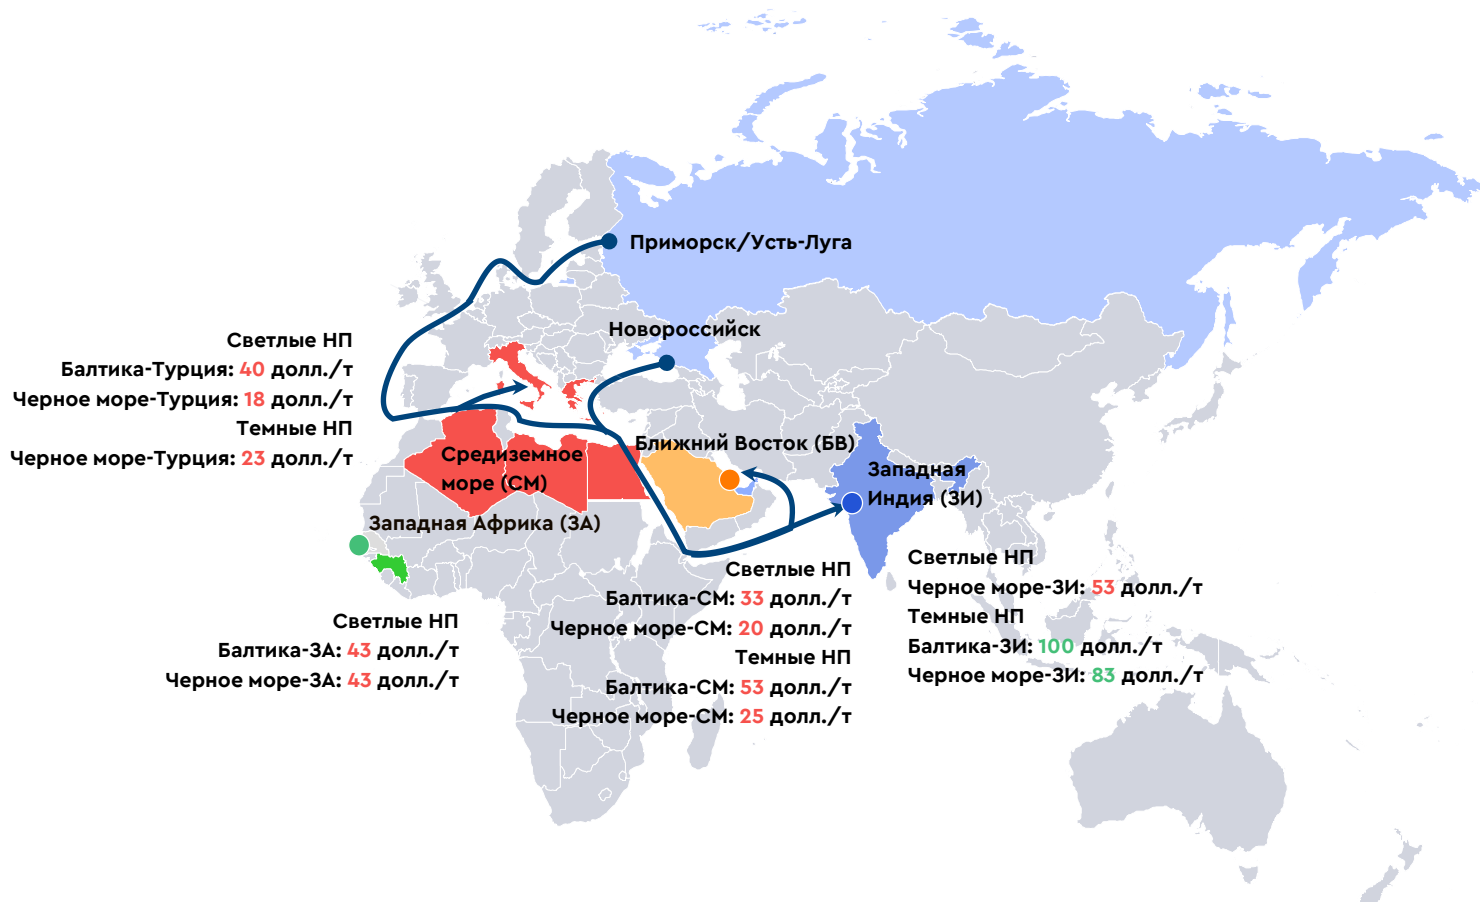 Приморск/Усть-Луга
Новороссийск
Светлые НП
Балтика-Турция: 40 долл./т
Черное море-Турция: 18 долл./т
Темные НП
Черное море-Турция: 23 долл./т
Ближний Восток (БВ)
Средиземное
море (СМ)
Западная
Индия (ЗИ)
Западная Африка (ЗА)
Светлые НП
Балтика-ЗА: 43 долл./т
Черное море-ЗА: 43 долл./т
Светлые НП
Балтика-СМ: 33 долл./т
Черное море-СМ: 20 долл./т
Темные НП
Балтика-СМ: 53 долл./т
Черное море-СМ: 25 долл./т
Светлые НП
Черное море-ЗИ: 53 долл./т
Темные НП
Балтика-ЗИ: 100 долл./т
Черное море-ЗИ: 83 долл./т